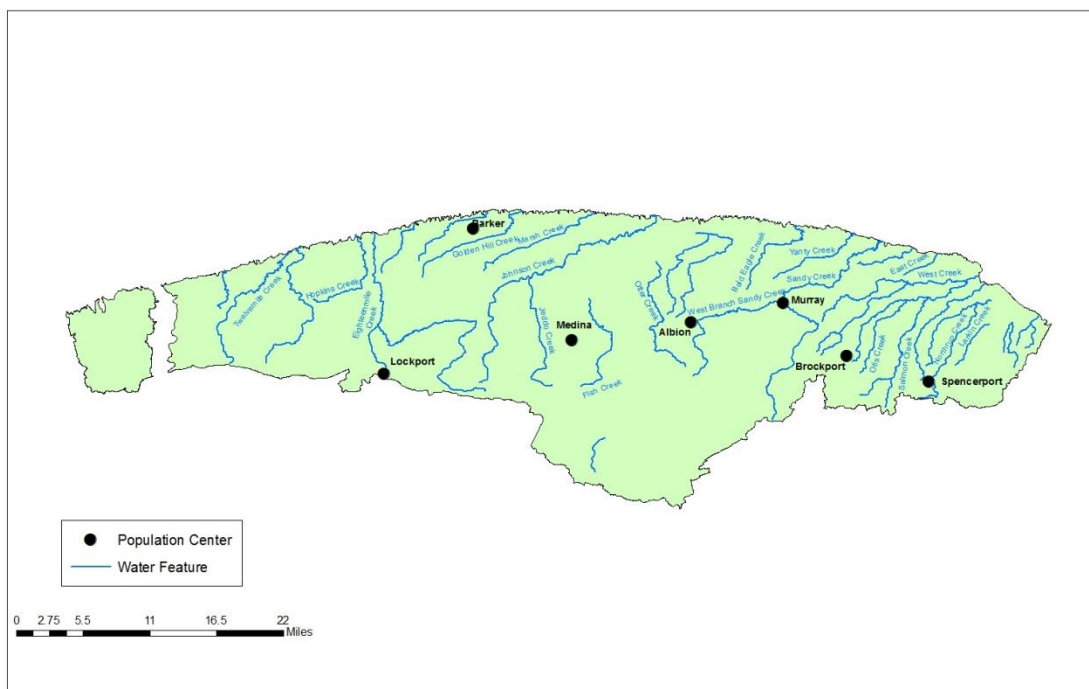 Barker
Golden Hill Creek
Marsh Creek
Johnson Creek
Bald Eagle Creek
Yanty Creek
East Creek
West Creek
Sandy Creek
Twelvemile Creek
Hopkins Creek
Eighteenmile
Creek
Jeddo Creek
Otter Creek
West Branch Sandy Creek
Murray
Medina
Albion
Lockport
Fish Creek
Brockport
Otis Creek
Salmon Creek
Northrup Creek
Larkin Creek
Spencerport
Population Center
Water Feature
0 2.75 5.5 11 16.5 22
Miles